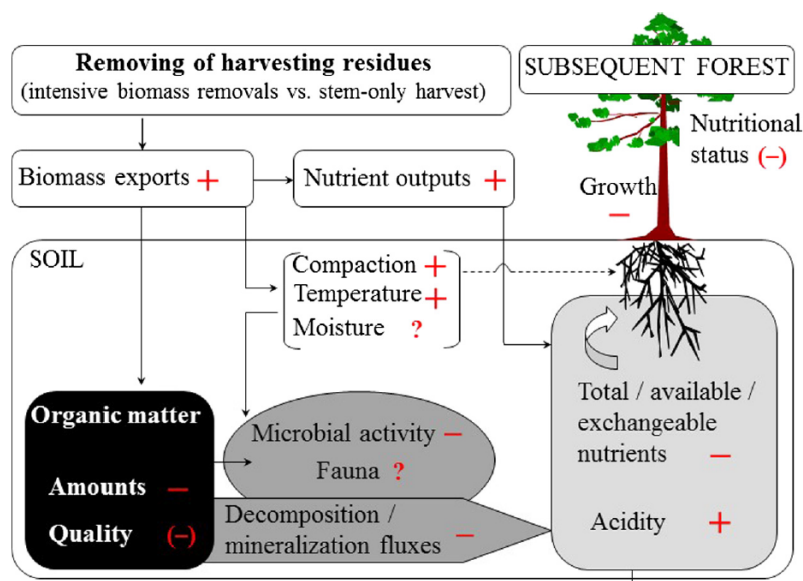 Removing of harvesting residues
(intensive biomass removals vs. stem-only harvest)
SUBSEQUENT FOREST
Nutritional
status (–)
Growth
–
Biomass exports +
Nutrient outputs +
SOIL
Compaction +
Temperature +
Moisture ?
Organic matter
Amounts –
Quality (–)
Microbial activity –
Fauna ?
Decomposition /
mineralization fluxes –
Total / available /
exchangeable
nutrients –
Acidity +